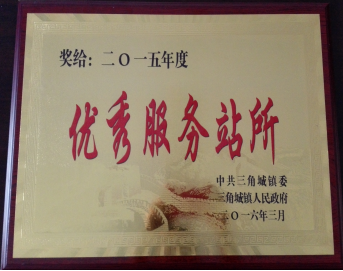 奖给：二〇一五年度
优秀服务站所
中共三角城镇委
三角城镇人民政府
二〇一六年三月